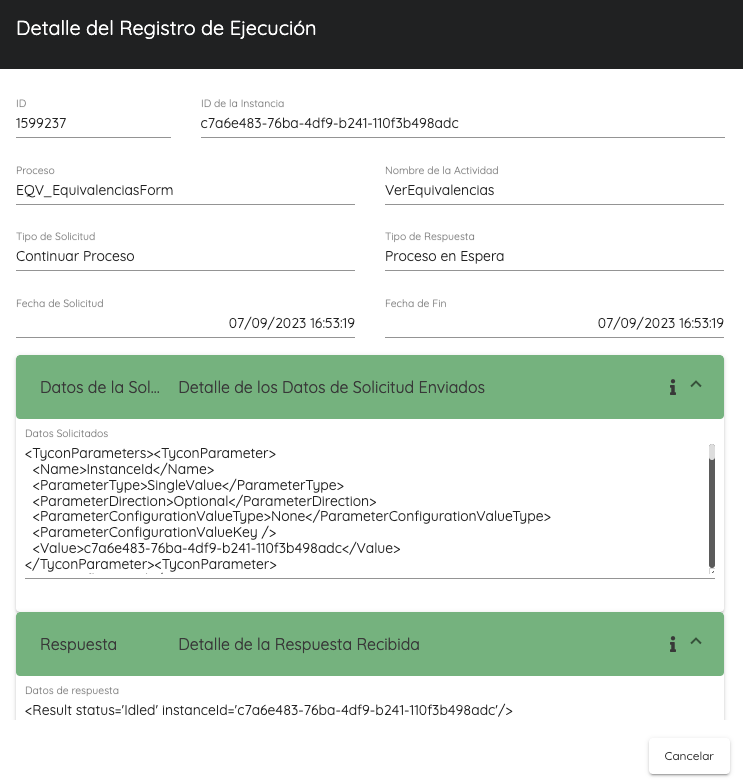 Detalle del Registro de Ejecución
ID
ID de la Instancia
1599237
c7a6e483-76ba-4df9-b241-110f3b498adc
Proceso
Nombre de la Actividad
EQV_EquivalenciasForm
VerEquivalencias
Tipo de Solicitud
Tipo de Respuesta
Continuar Proceso
Proceso en Espera
Fecha de Solicitud
Fecha de Fin
07/09/2023 16:53:19
07/09/2023 16:53:19
Datos de la Sol... Detalle de los Datos de Solicitud Enviados
Datos Solicitados
<TyconParameters><TyconParameter>
<Name>InstanceId</Name>
<ParameterType>SingleValue</ParameterType>
<ParameterDirection>Optional</ParameterDirection>
<ParameterConfigurationValueType>None</ParameterConfigurationValueType>
<ParameterConfigurationValueKey />
<Value>c7a6e483-76ba-4df9-b241-110f3b498adc</Value>
</TyconParameter><TyconParameter>
Respuesta Detalle de la Respuesta Recibida
Datos de respuesta
<Result status='Idled' instanceId='c7a6e483-76ba-4df9-b241-110f3b498adc'/>
Cancelar